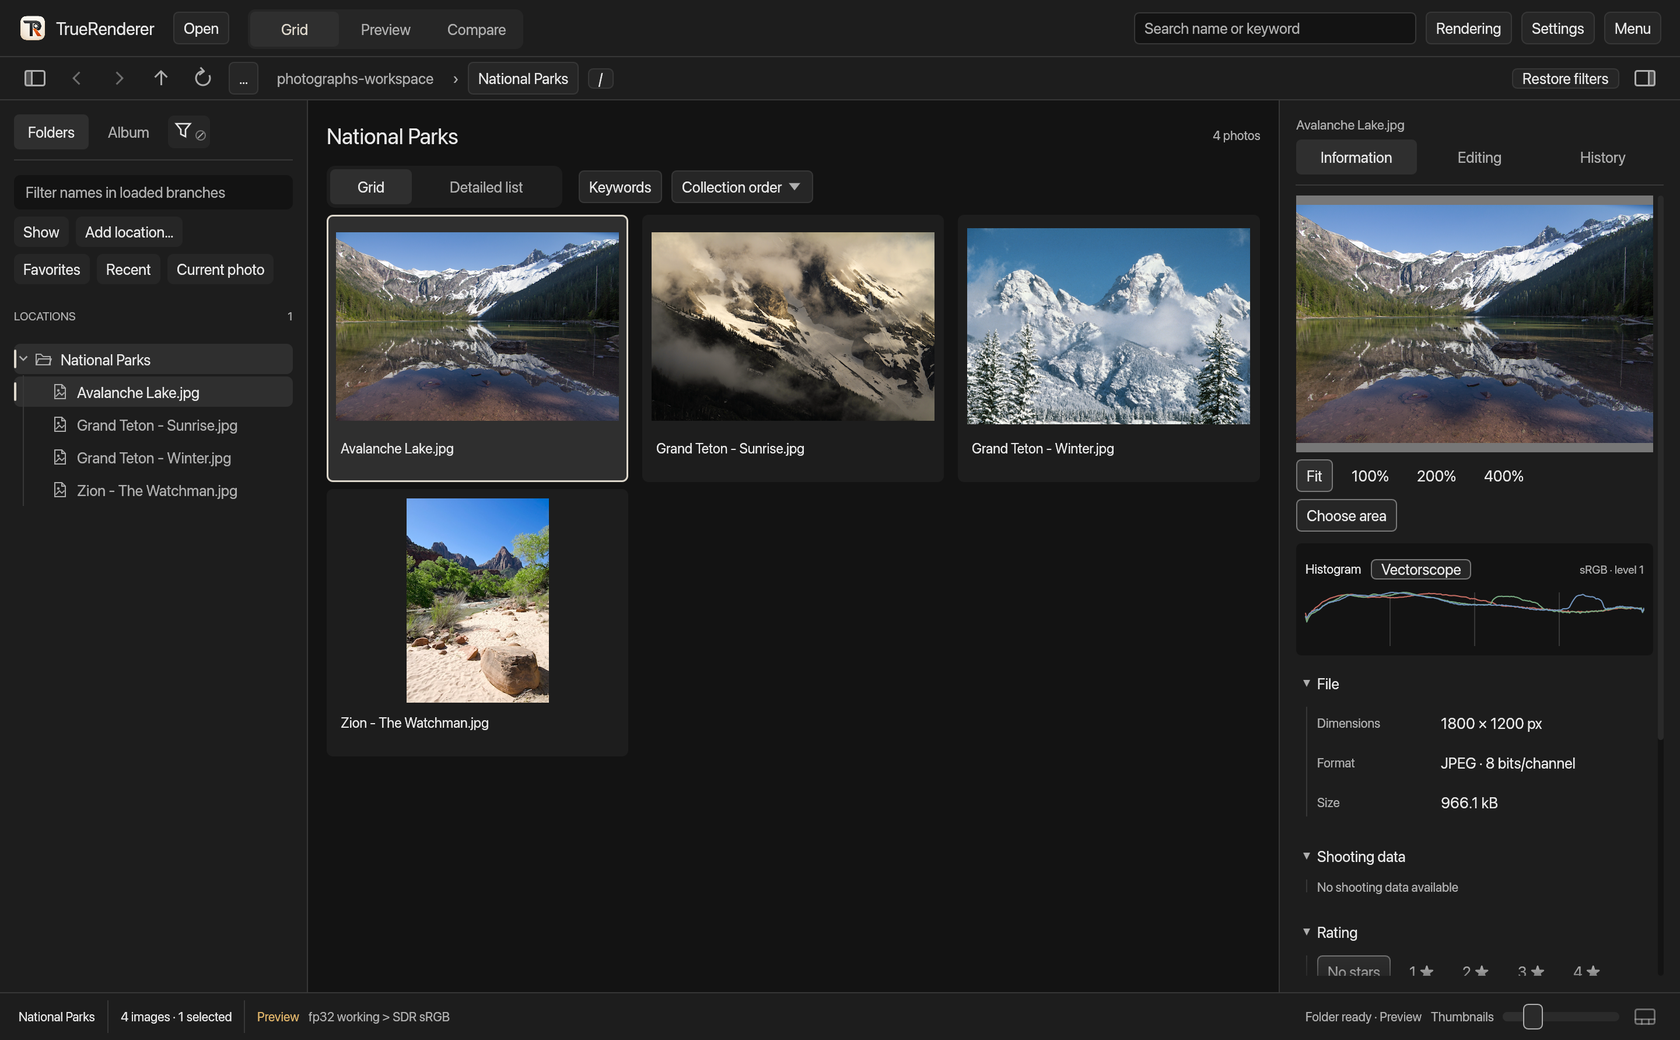 TrueRenderer Open Grid Preview Compare Search name or keyword Rendering Settings Menu
... photographs-workspace › National Parks / Restore filters
Folders Album
Filter names in loaded branches
Show Add location...
Favorites Recent Current photo
LOCATIONS 1
National Parks
Avalanche Lake.jpg
Grand Teton - Sunrise.jpg
Grand Teton - Winter.jpg
Zion - The Watchman.jpg
National Parks 4 photos
Grid Detailed list Keywords Collection order
Avalanche Lake.jpg Grand Teton - Sunrise.jpg Grand Teton - Winter.jpg
Zion - The Watchman.jpg
Avalanche Lake.jpg
Information Editing History
Fit 100% 200% 400%
Choose area
Histogram Vectorscope sRGB · level 1
File
Dimensions 1800 × 1200 px
Format JPEG · 8 bits/channel
Size 966.1 kB
Shooting data
No shooting data available
Rating
No stars 1 ★ 2 ★ 3 ★ 4 ★
National Parks 4 images · 1 selected Preview fp32 working > SDR sRGB Folder ready · Preview Thumbnails